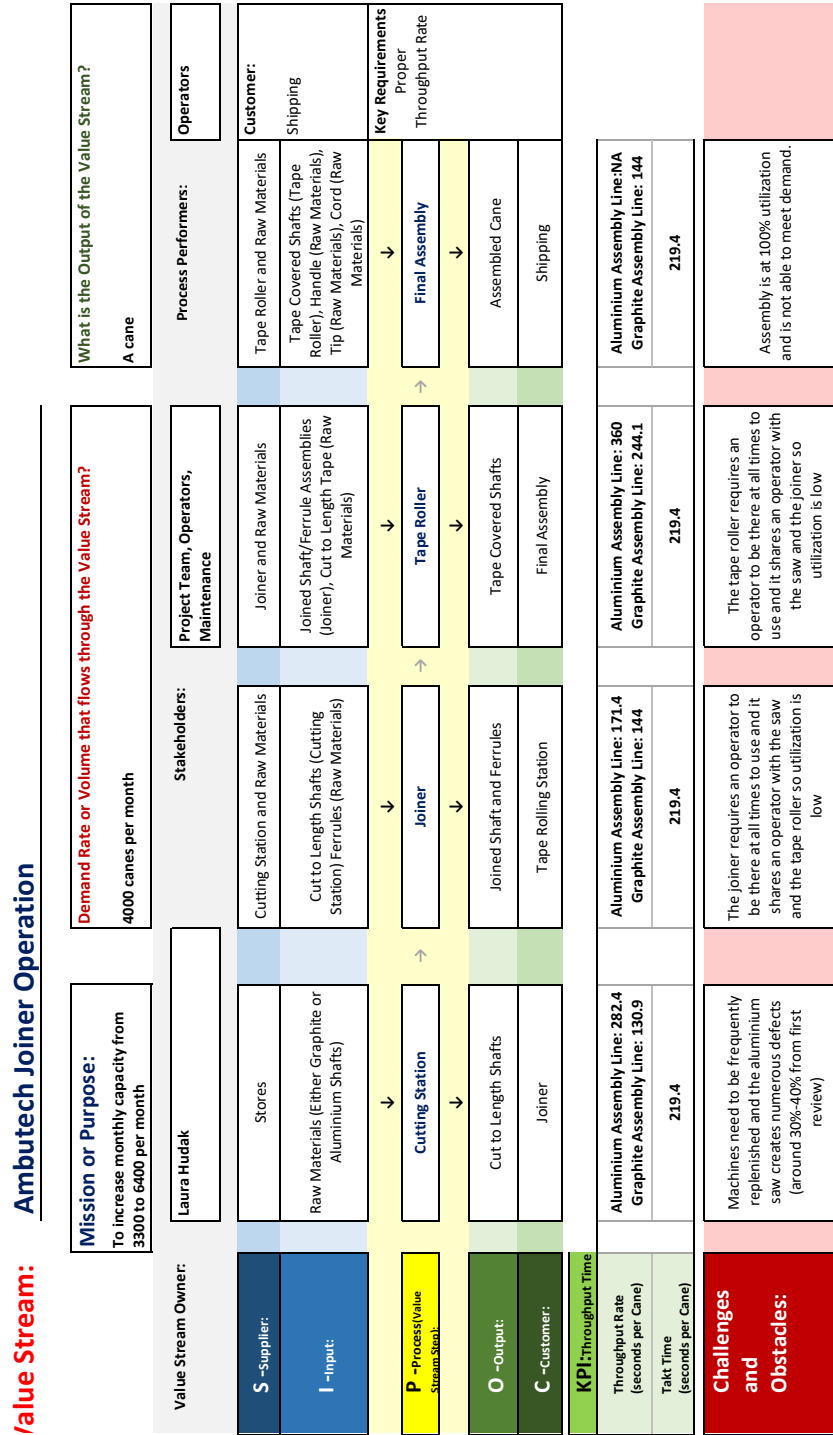 Value Stream:
Ambutech Joiner Operation
Mission or Purpose:
To increase monthly capacity from
3300 to 6400 per month
Demand Rate or Volume that flows through the Value Stream?
4000 canes per month
What is the Output of the Value Stream?
A cane
Value Stream Owner:
Laura Hudak
Stakeholders:
Project Team, Operators,
Maintenance
Process Performers:
Operators
S -Supplier:
Stores
Cutting Station and Raw Materials
Joiner and Raw Materials
Tape Roller and Raw Materials
Customer:
Shipping
I -Input:
Raw Materials (Either Graphite or
Aluminium Shafts)
Cut to Length Shafts (Cutting
Station) Ferrules (Raw Materials)
Joined Shaft/Ferrule Assemblies
(Joiner), Cut to Length Tape (Raw
Materials)
Tape Covered Shafts (Tape
Roller), Handle (Raw Materials),
Tip (Raw Materials), Cord (Raw
Materials)
→ → → →
P -Process(Value
Stream Step):
Cutting Station
→
Joiner
→
Tape Roller
→
Final Assembly
→ → → →
Key Requirements
Proper
Throughput Rate
O -Output:
Cut to Length Shafts
Joined Shaft and Ferrules
Tape Covered Shafts
Assembled Cane
C -Customer:
Joiner
Tape Rolling Station
Final Assembly
Shipping
KPI:Throughput Time
Throughput Rate
(seconds per Cane)
Aluminium Assembly Line: 282.4
Graphite Assembly Line: 130.9
Aluminium Assembly Line: 171.4
Graphite Assembly Line: 144
Aluminium Assembly Line: 360
Graphite Assembly Line: 244.1
Aluminium Assembly Line:NA
Graphite Assembly Line: 144
Takt Time
(seconds per Cane)
219.4
219.4
219.4
219.4
Challenges
and
Obstacles:
Machines need to be frequently
replenished and the aluminium
saw creates numerous defects
(around 30%-40% from first
review)
The joiner requires an operator to
be there at all times to use and it
shares an operator with the saw
and the tape roller so utilization is
low
The tape roller requires an
operator to be there at all times to
use and it shares an operator with
the saw and the joiner so
utilization is low
Assembly is at 100% utilization
and is not able to meet demand.